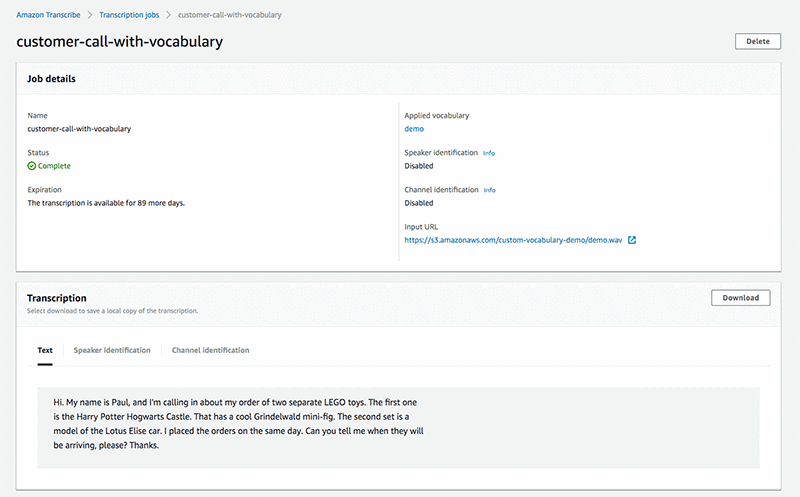 Amazon Transcribe > Transcription jobs > customer-call-with-vocabulary
customer-call-with-vocabulary
Delete
Job details
Name
customer-call-with-vocabulary
Status
Complete
Expiration
The transcription is available for 89 more days.
Applied vocabulary
demo
Speaker identification Info
Disabled
Channel identification Info
Disabled
Input URL
https://s3.amazonaws.com/custom-vocabulary-demo/demo.wav
Transcription
Select download to save a local copy of the transcription.
Download
Text Speaker identification Channel identification
Hi. My name is Paul, and I'm calling in about my order of two separate LEGO toys. The first one
is the Harry Potter Hogwarts Castle. That has a cool Grindelwald mini-fig. The second set is a
model of the Lotus Elise car. I placed the orders on the same day. Can you tell me when they will
be arriving, please? Thanks.